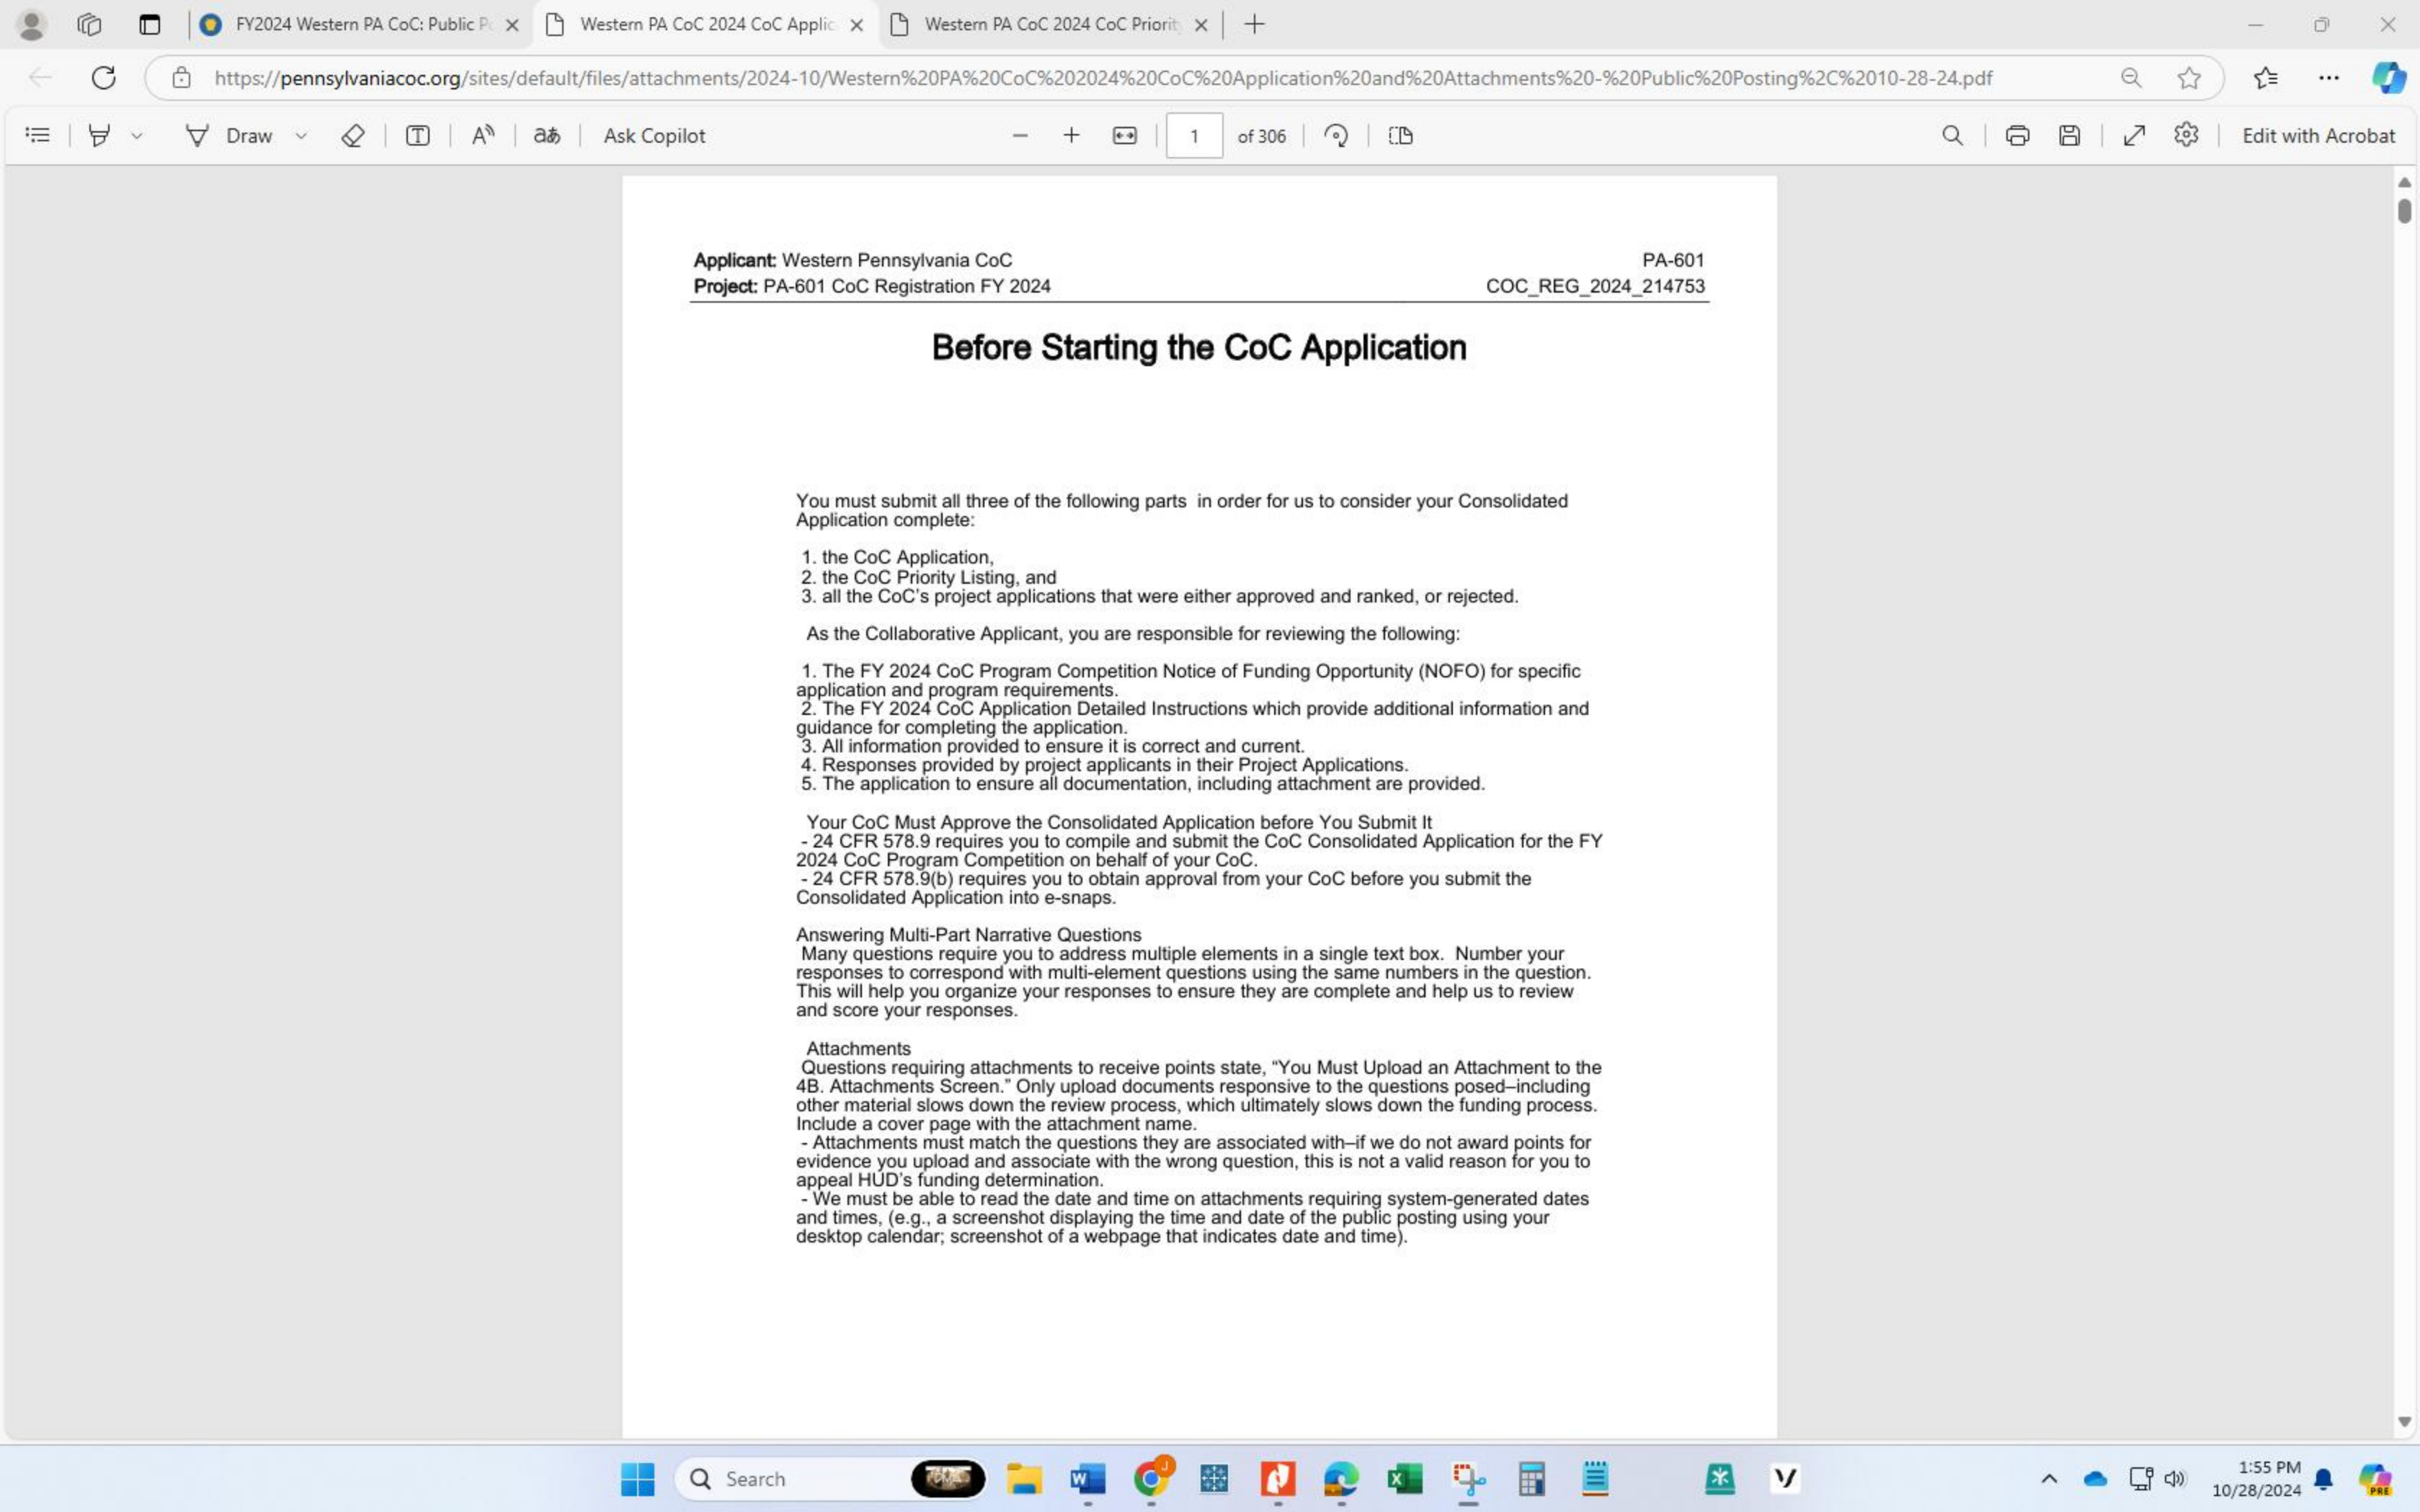 FY2024 Western PA CoC: Public P
Western PA CoC 2024 CoC Applic
Western PA CoC 2024 CoC Priorit
https://pennsylvaniacoc.org/sites/default/files/attachments/2024-10/Western%20PA%20CoC%202024%20CoC%20Application%20and%20Attachments%20-%20Public%20Posting%2C%2010-28-24.pdf
Draw
Ask Copilot
1 of 306
Edit with Acrobat
Applicant: Western Pennsylvania CoC PA-601
Project: PA-601 CoC Registration FY 2024 COC_REG_2024_214753
Before Starting the CoC Application
You must submit all three of the following parts  in order for us to consider your Consolidated
Application complete:
1. the CoC Application,
2. the CoC Priority Listing, and
3. all the CoC's project applications that were either approved and ranked, or rejected.
As the Collaborative Applicant, you are responsible for reviewing the following:
1. The FY 2024 CoC Program Competition Notice of Funding Opportunity (NOFO) for specific
application and program requirements.
2. The FY 2024 CoC Application Detailed Instructions which provide additional information and
guidance for completing the application.
3. All information provided to ensure it is correct and current.
4. Responses provided by project applicants in their Project Applications.
5. The application to ensure all documentation, including attachment are provided.
Your CoC Must Approve the Consolidated Application before You Submit It
- 24 CFR 578.9 requires you to compile and submit the CoC Consolidated Application for the FY
2024 CoC Program Competition on behalf of your CoC.
- 24 CFR 578.9(b) requires you to obtain approval from your CoC before you submit the
Consolidated Application into e-snaps.
Answering Multi-Part Narrative Questions
Many questions require you to address multiple elements in a single text box.  Number your
responses to correspond with multi-element questions using the same numbers in the question.
This will help you organize your responses to ensure they are complete and help us to review
and score your responses.
Attachments
Questions requiring attachments to receive points state, “You Must Upload an Attachment to the
4B. Attachments Screen.” Only upload documents responsive to the questions posed–including
other material slows down the review process, which ultimately slows down the funding process.
Include a cover page with the attachment name.
- Attachments must match the questions they are associated with–if we do not award points for
evidence you upload and associate with the wrong question, this is not a valid reason for you to
appeal HUD's funding determination.
- We must be able to read the date and time on attachments requiring system-generated dates
and times, (e.g., a screenshot displaying the time and date of the public posting using your
desktop calendar; screenshot of a webpage that indicates date and time).
Search
1:55 PM
10/28/2024